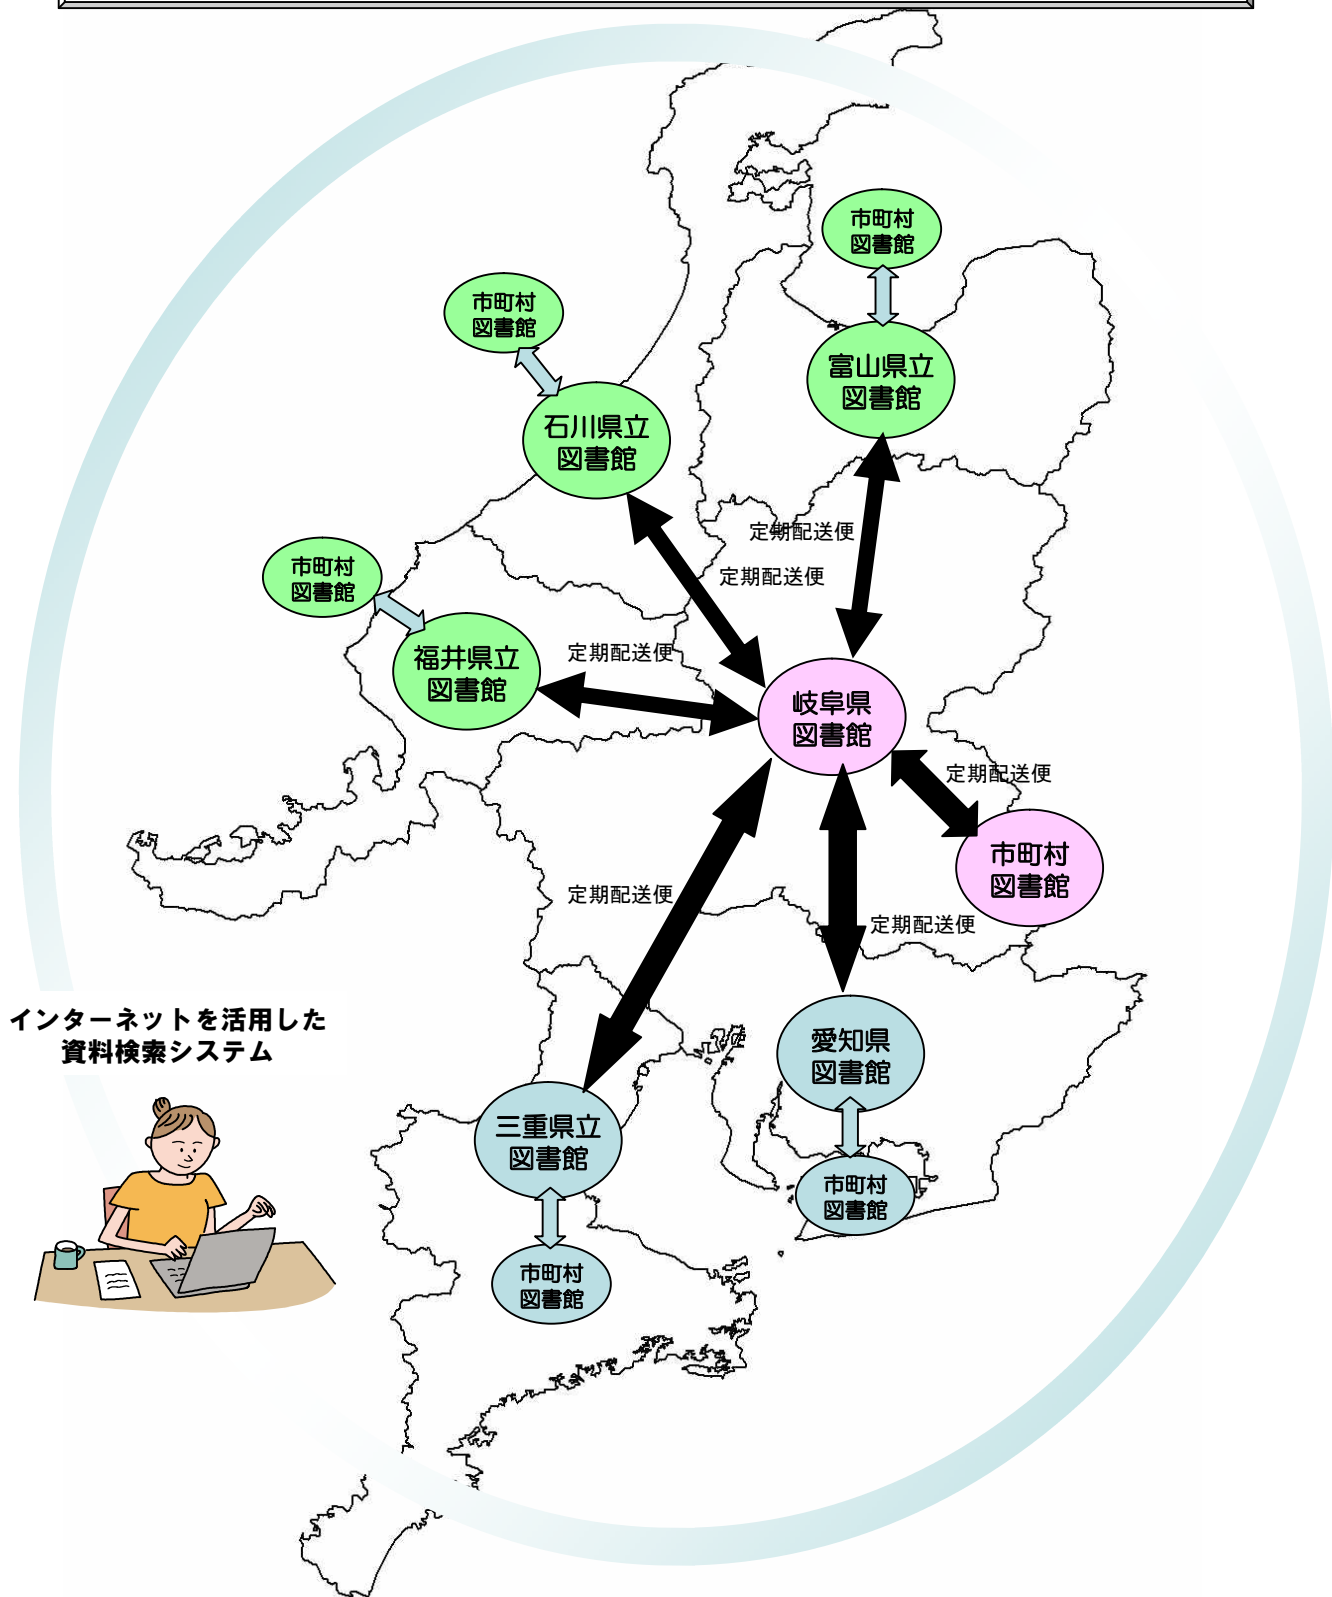 市町村
図書館
市町村
図書館
富山県立
図書館
石川県立
図書館
定期配送便
定期配送便
市町村
図書館
福井県立
図書館
定期配送便
岐阜県
図書館
定期配送便
市町村
図書館
定期配送便
定期配送便
インターネットを活用した
資料検索システム
愛知県
図書館
三重県立
図書館
市町村
図書館
市町村
図書館